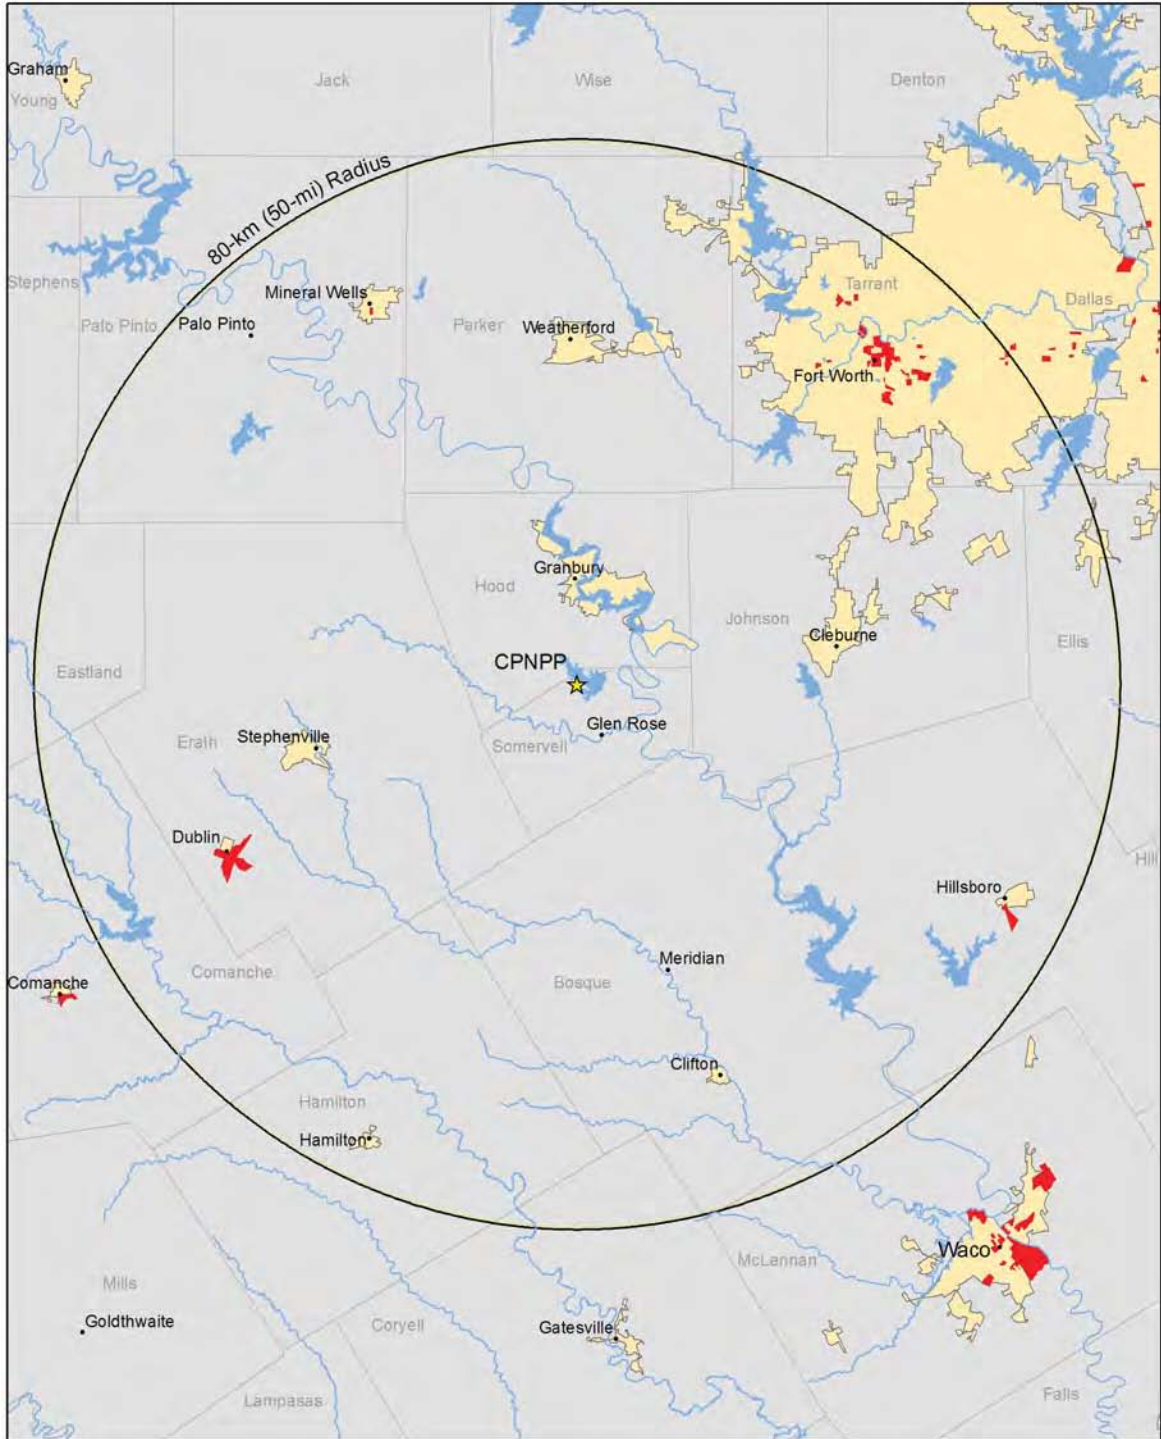 Graham
Young
Jack
Wise
Denton
80-km (50-mi) Radius
Stephens
Palo Pinto
Palo Pinto
Mineral Wells
Parker
Weatherford
Tarrant
Dallas
Fort Worth
Granbury
Hood
Johnson
Cleburne
Ellis
Eastland
CPNPP
Glen Rose
Somervell
Erath
Stephenville
Dublin
Hill
Hillsboro
Meridian
Comanche
Comanche
Bosque
Clifton
Hamilton
Hamilton
Waco
McLennan
Mills
Goldthwaite
Coryell
Gatesville
Lampasas
Falls